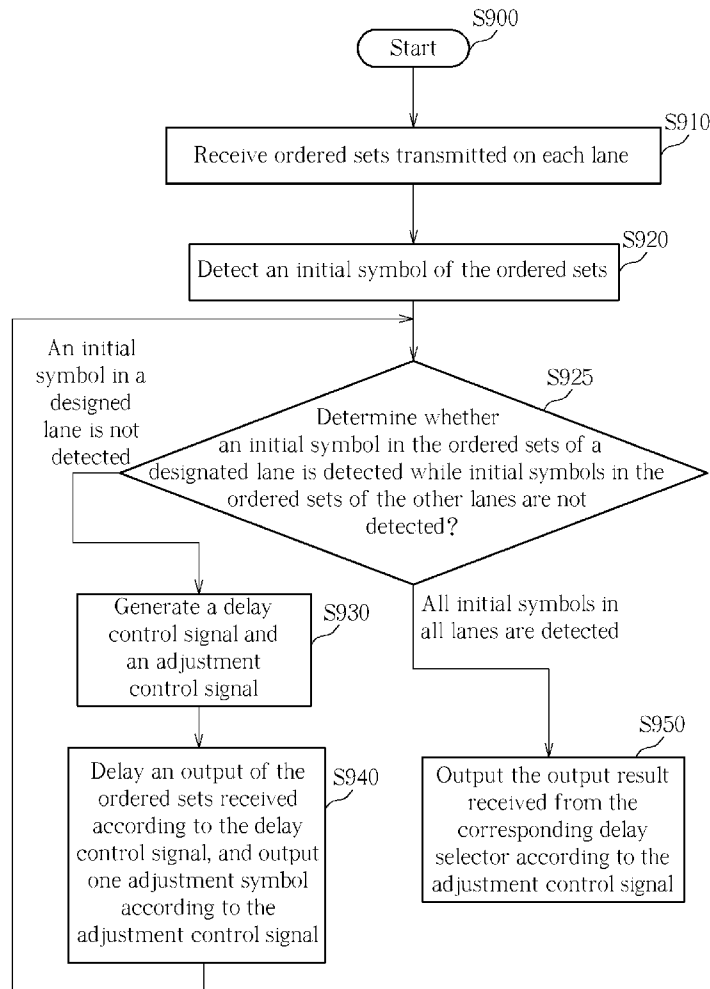 S900
Start
S910
Receive ordered sets transmitted on each lane
S920
Detect an initial symbol of the ordered sets
An initial
symbol in a
designed
lane is not
detected
S925
Determine whether
an initial symbol in the ordered sets of a
designated lane is detected while initial symbols in the
ordered sets of the other lanes are not
detected?
All initial symbols in
all lanes are detected
S930
Generate a delay
control signal and
an adjustment
control signal
S940
Delay an output of the
ordered sets received
according to the delay
control signal, and output
one adjustment symbol
according to the
adjustment control signal
S950
Output the output result
received from the
corresponding delay
selector according to the
adjustment control signal